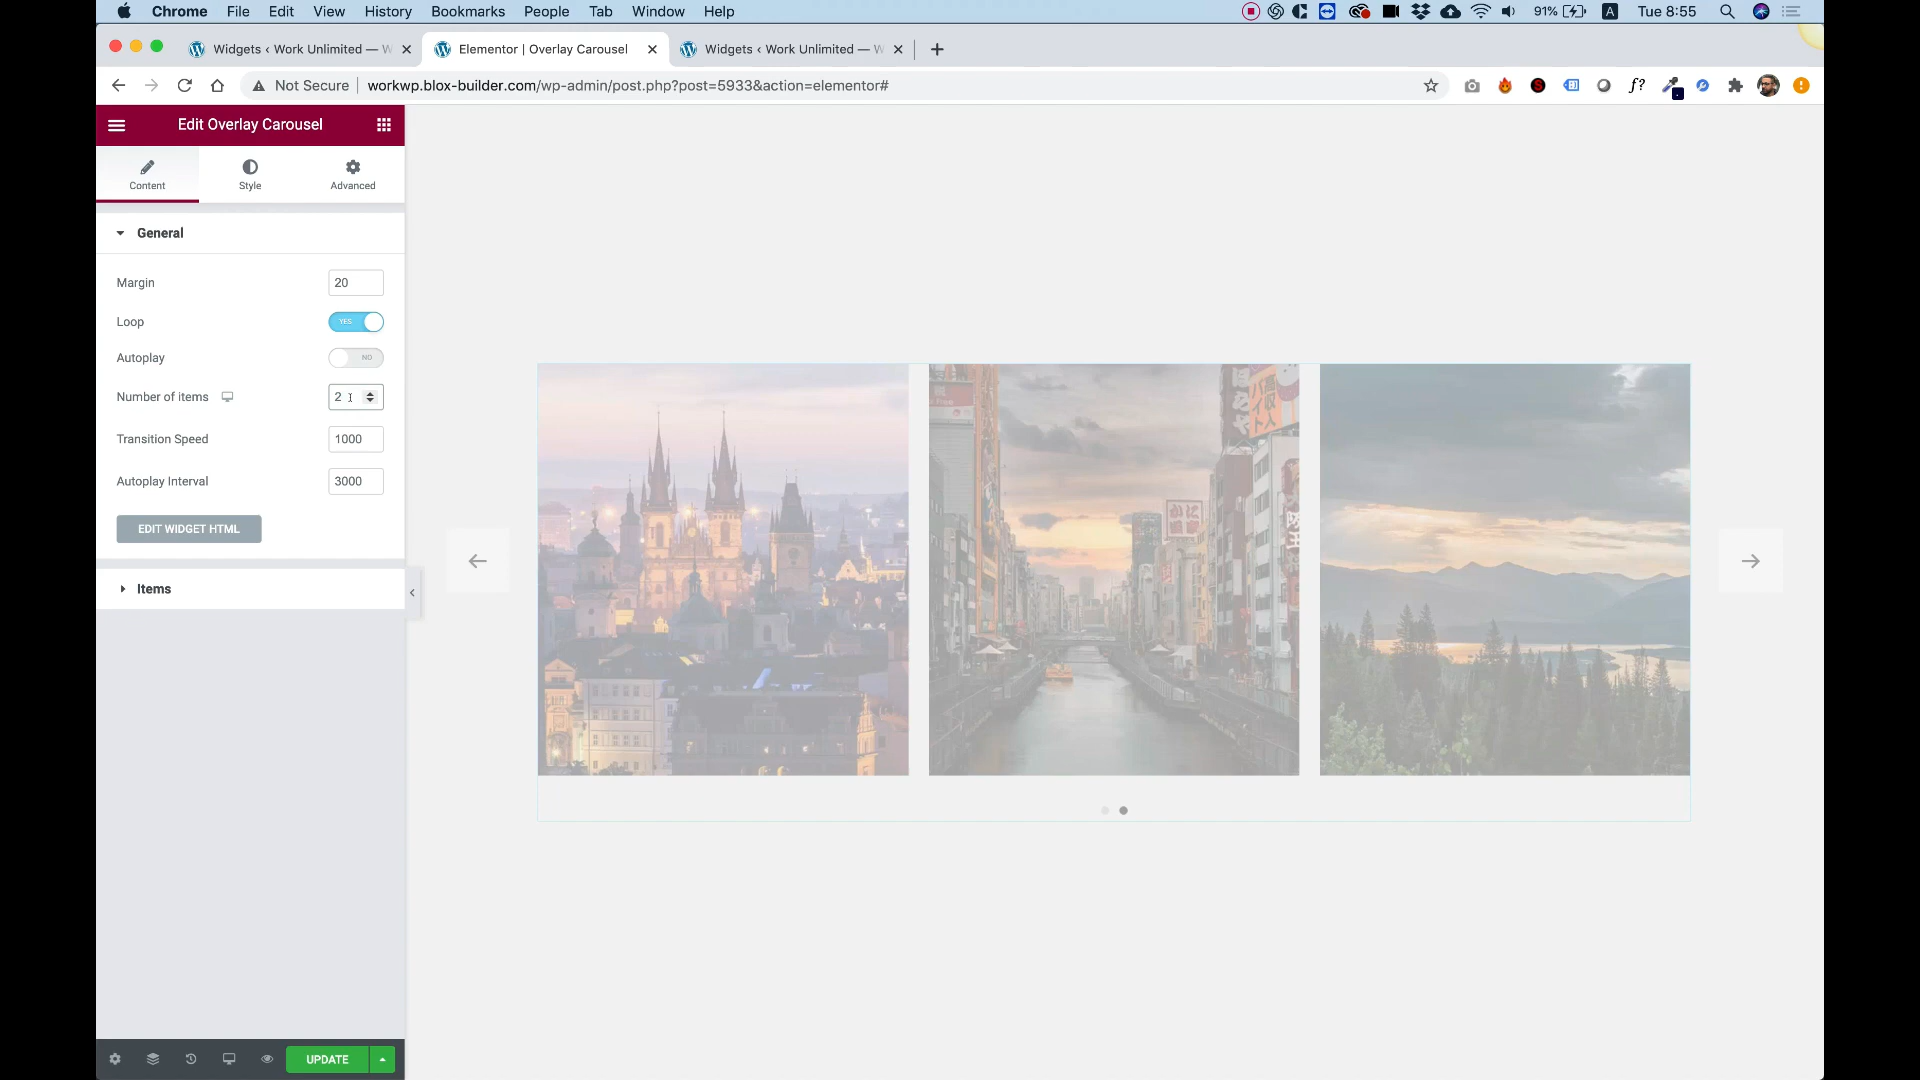 Chrome File Edit View History Bookmarks People Tab Window Help 91% A Tue 8:55
Widgets ‹ Work Unlimited — W Elementor | Overlay Carousel Widgets ‹ Work Unlimited — W
Not Secure workwp.blox-builder.com/wp-admin/post.php?post=5933&action=elementor# f?
Edit Overlay Carousel
Content Style Advanced
General
Margin 20
Loop YES
Autoplay NO
Number of items 2
Transition Speed 1000
Autoplay Interval 3000
EDIT WIDGET HTML
Items
UPDATE